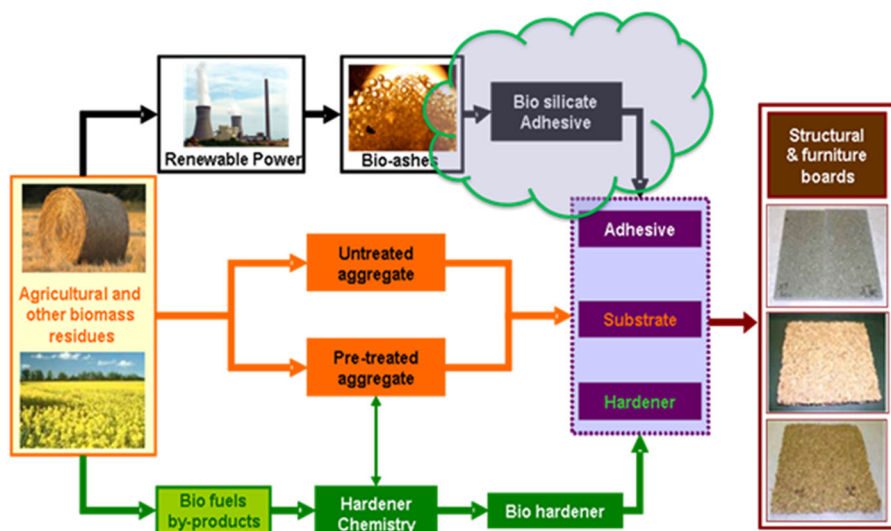 Bio silicate
Adhesive
Renewable Power
Bio-ashes
Structural
& furniture
boards
Agricultural and
other biomass
residues
Untreated
aggregate
Pre-treated
aggregate
Adhesive
Substrate
Hardener
Bio fuels
by-products
Hardener
Chemistry
Bio hardener